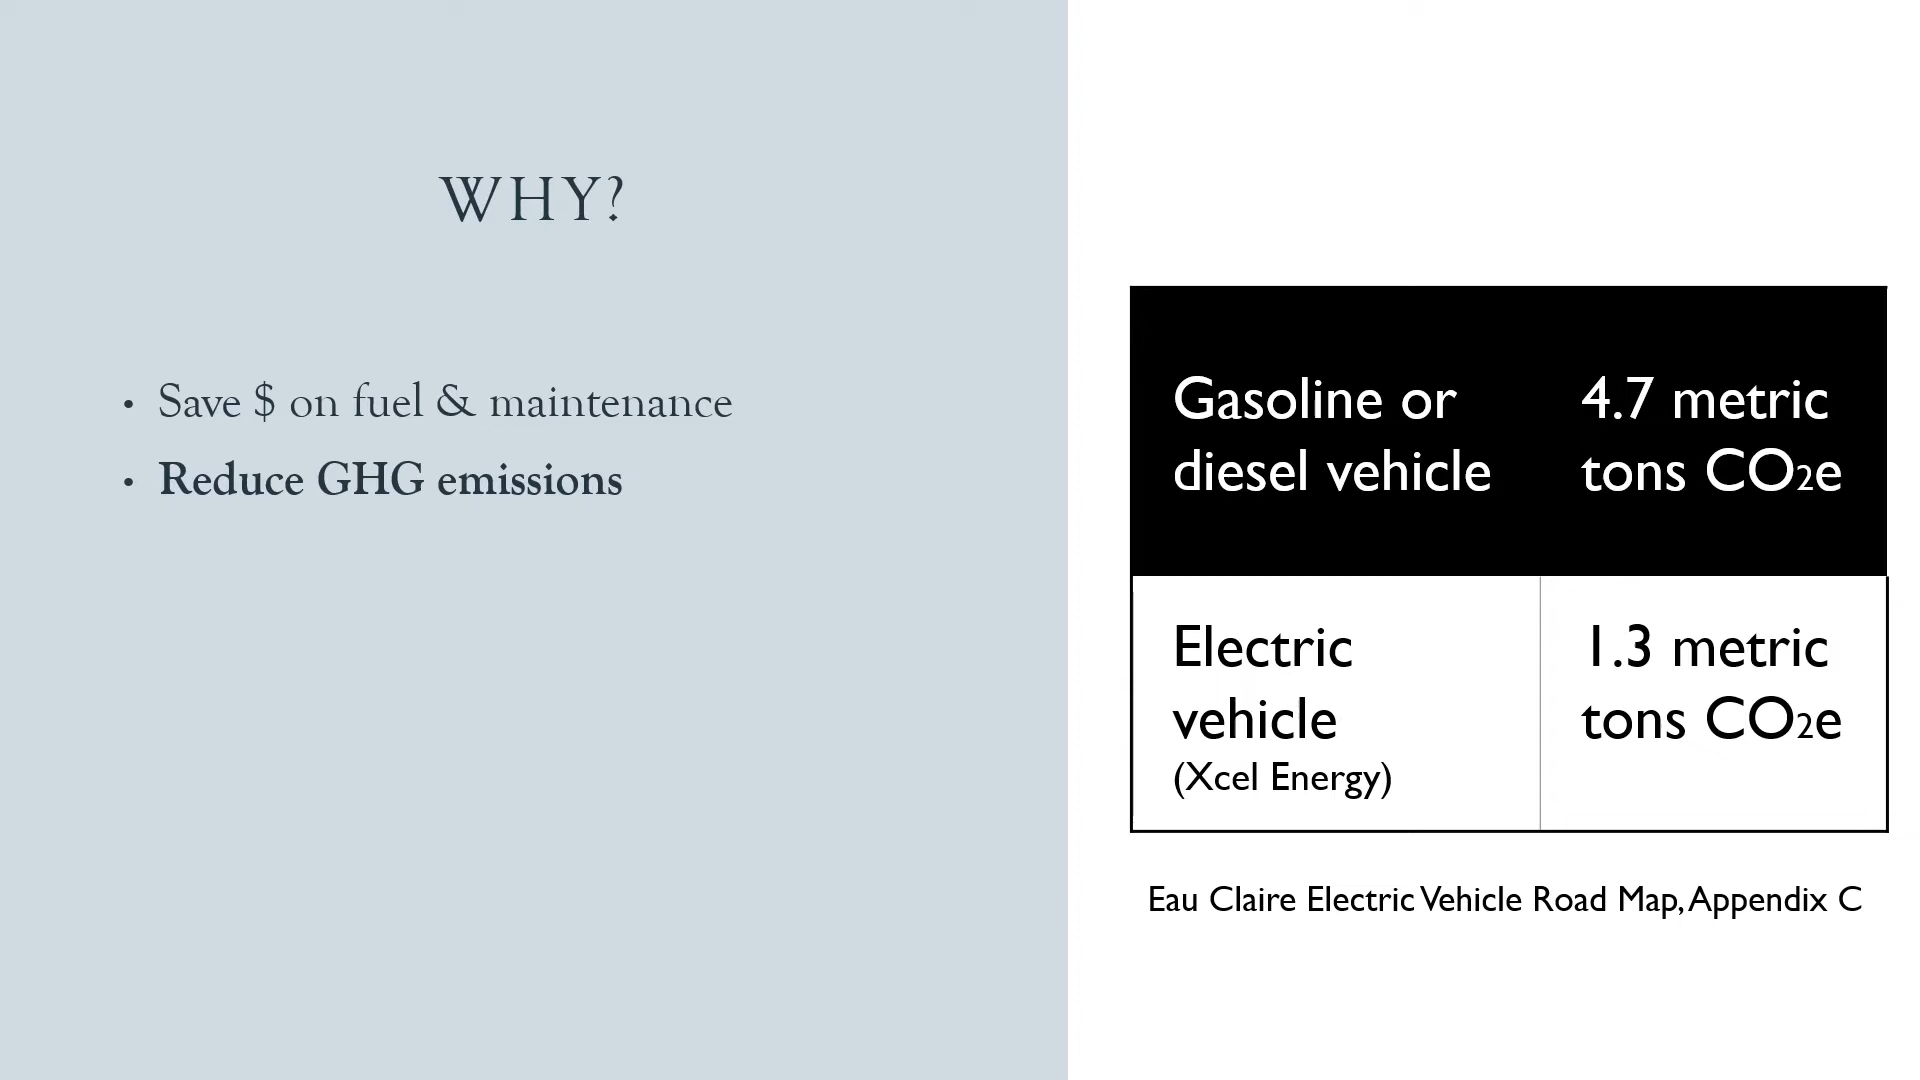 WHY?
• Save $ on fuel & maintenance
• Reduce GHG emissions
Gasoline or
diesel vehicle
4.7 metric
tons CO2e
Electric
vehicle
(Xcel Energy)
1.3 metric
tons CO2e
Eau Claire Electric Vehicle Road Map, Appendix C